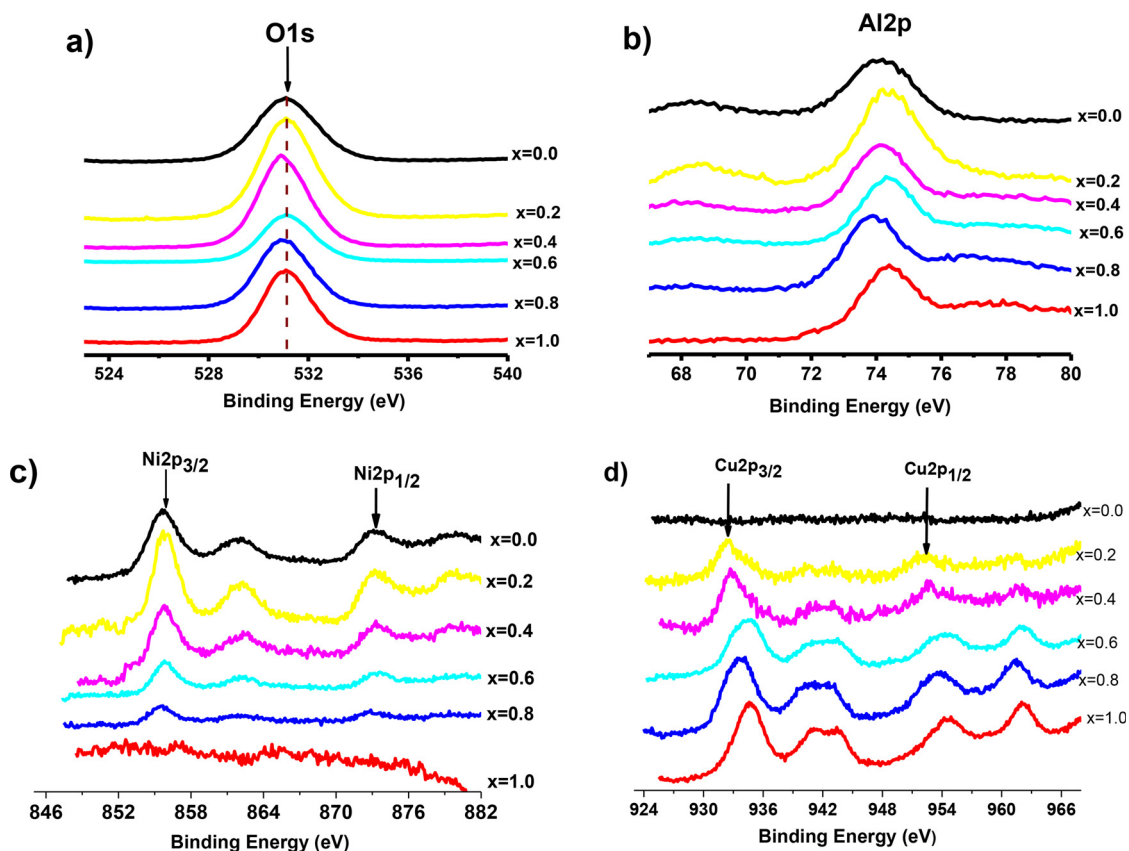 a)
O1s
x=0.0
x=0.2
x=0.4
x=0.6
x=0.8
x=1.0
524 528 532 536 540
Binding Energy (eV)
b)
Al2p
x=0.0
x=0.2
x=0.4
x=0.6
x=0.8
x=1.0
68 70 72 74 76 78 80
Binding Energy (eV)
c)
Ni2p3/2
Ni2p1/2
x=0.0
x=0.2
x=0.4
x=0.6
x=0.8
x=1.0
846 852 858 864 870 876 882
Binding Energy (eV)
d)
Cu2p3/2
Cu2p1/2
x=0.0
x=0.2
x=0.4
x=0.6
x=0.8
x=1.0
924 930 936 942 948 954 960 966
Binding Energy (eV)